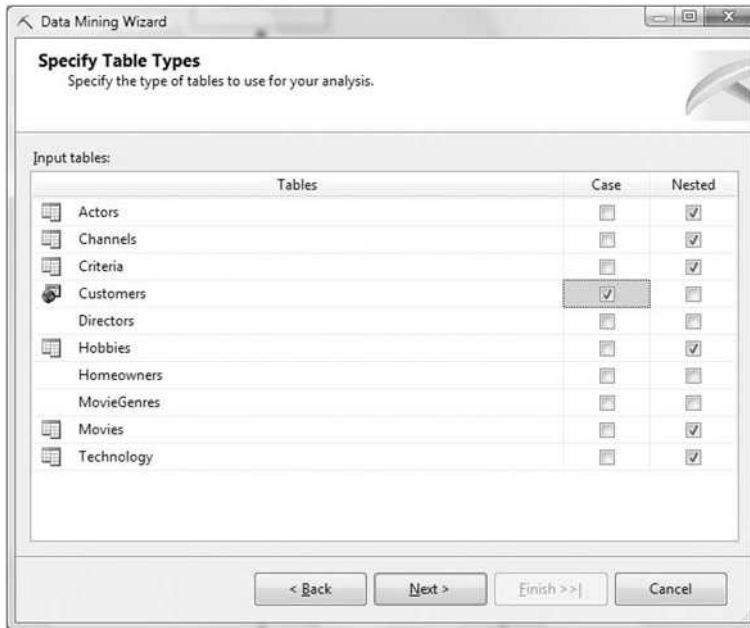 Data Mining Wizard
Specify Table Types
Specify the type of tables to use for your analysis.
Input tables:
Tables Case Nested
Actors
Channels
Criteria
Customers
Directors
Hobbies
Homeowners
MovieGenres
Movies
Technology
< Back Next > Finish >>| Cancel